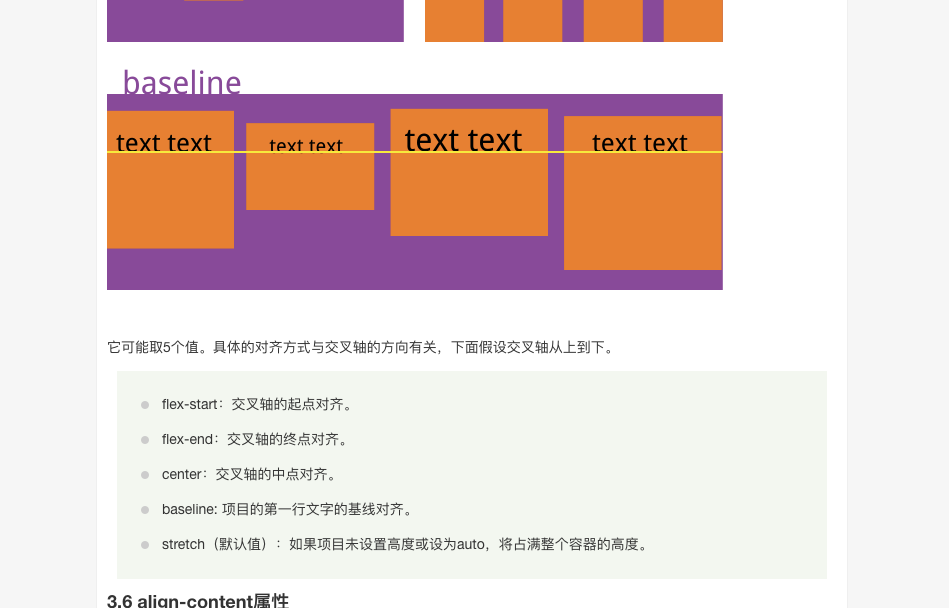 baseline
text text text text text text text text
它可能取5个值。具体的对齐方式与交叉轴的方向有关，下面假设交叉轴从上到下。
flex-start：交叉轴的起点对齐。
flex-end：交叉轴的终点对齐。
center：交叉轴的中点对齐。
baseline: 项目的第一行文字的基线对齐。
stretch（默认值）：如果项目未设置高度或设为auto，将占满整个容器的高度。
3.6 align-content属性